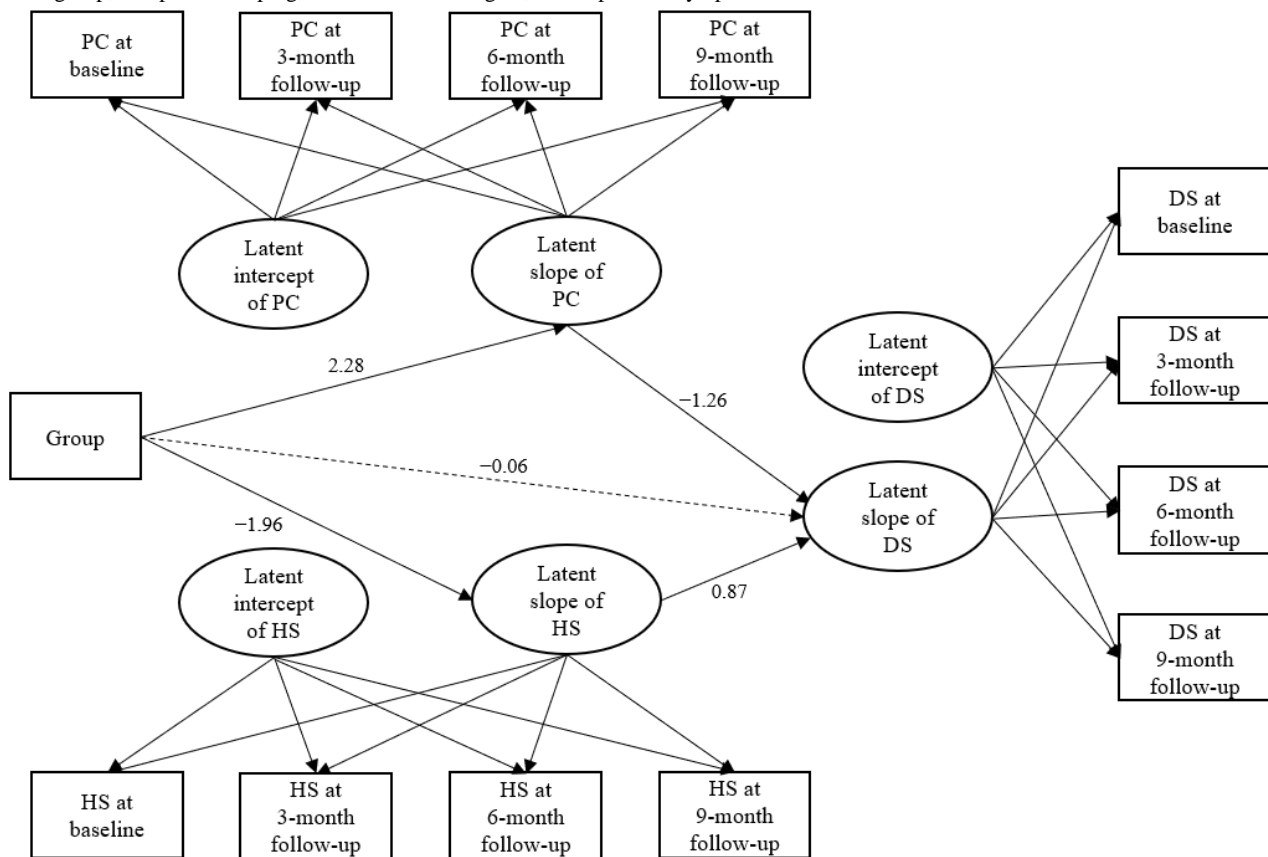 PC at
baseline
PC at
3-month
follow-up
PC at
6-month
follow-up
PC at
9-month
follow-up
Latent
intercept
of PC
Latent
slope of
PC
DS at
baseline
Latent
intercept
of DS
DS at
3-month
follow-up
2.28
−1.26
Group
−0.06
Latent
slope of
DS
DS at
6-month
follow-up
−1.96
Latent
intercept
of HS
Latent
slope of
HS
0.87
DS at
9-month
follow-up
HS at
baseline
HS at
3-month
follow-up
HS at
6-month
follow-up
HS at
9-month
follow-up